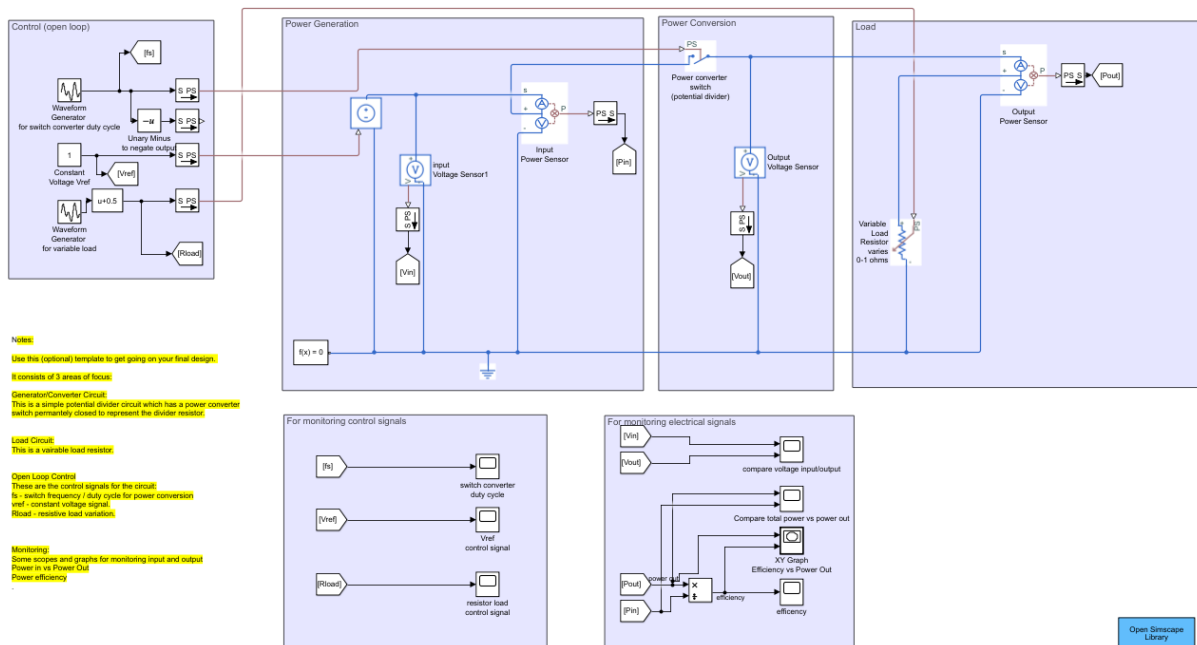 Control (open loop)
[fs]
Waveform
Generator
for switch converter duty cycle
S PS
-u
Unary Minus
to negate output
S PS
1
Constant
Voltage Vref
[Vref]
S PS
u+0.5
S PS
Waveform
Generator
for variable load
[Rload]
Power Generation
s
+
-
P
Input
Power Sensor
PS S
[Pin]
V
V
input
Voltage Sensor1
S PS
[Vin]
f(x) = 0
Power Conversion
PS
Power converter
switch
(potential divider)
V
V
Output
Voltage Sensor
S PS
[Vout]
Load
s
+
-
A
V
P
Output
Power Sensor
PS S
[Pout]
Variable
Load
Resistor
varies
0-1 ohms
PS
Notes:
Use this (optional) template to get going on your final design.
It consists of 3 areas of focus:
Generator/Converter Circuit:
This is a simple potential divider circuit which has a power converter
switch permantely closed to represent the divider resistor.
Load Circuit:
This is a vairable load resistor.
Open Loop Control
These are the control signals for the circuit:
fs - switch frequency / duty cycle for power conversion
vref - constant voltage signal.
Rload - resistive load variation.
Monitoring:
Some scopes and graphs for monitoring input and output
Power in vs Power Out
Power efficiency
.
For monitoring control signals
[fs]
switch converter
duty cycle
[Vref]
Vref
control signal
[Rload]
resistor load
control signal
For monitoring electrical signals
[Vin]
[Vout]
compare voltage input/output
Compare total power vs power out
XY Graph
Efficiency vs Power Out
[Pout]
power out
[Pin]
×
÷
efficiency
efficency
Open Simscape
Library